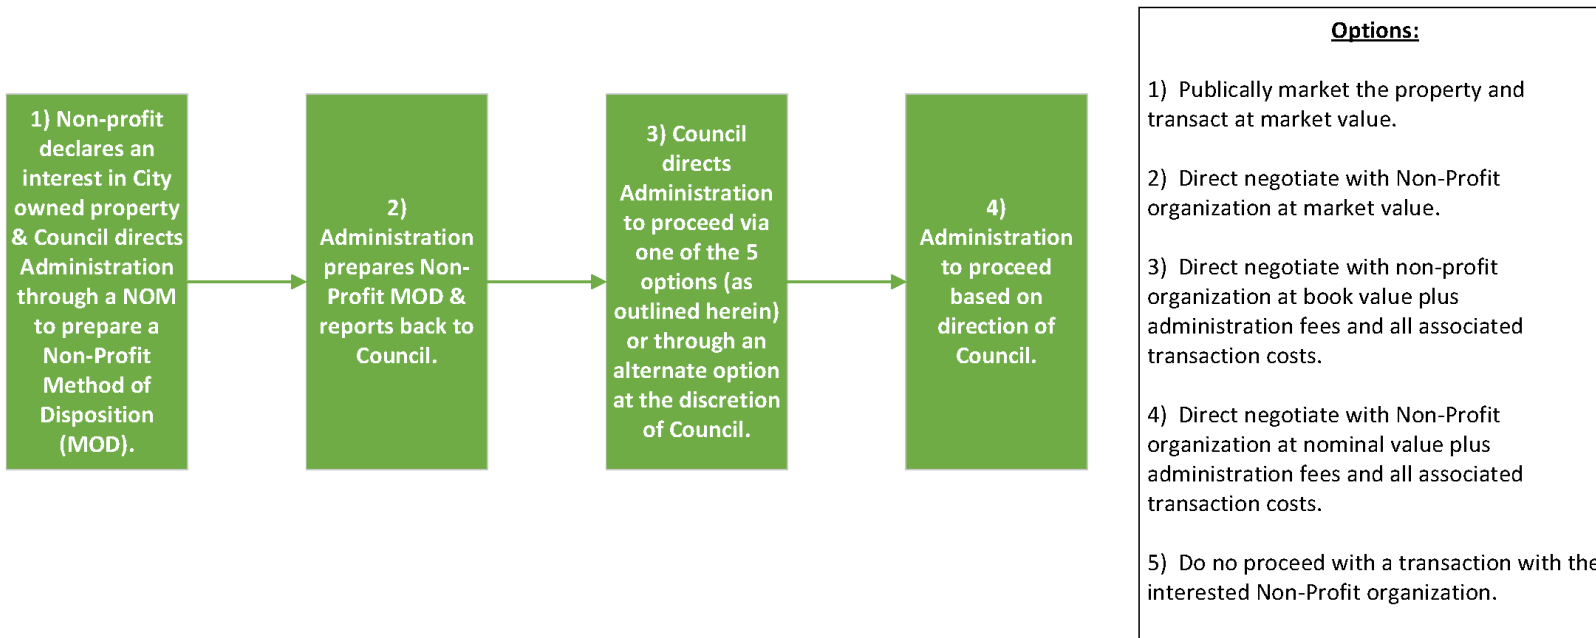 1) Non-profit
declares an
interest in City
owned property
& Council directs
Administration
through a NOM
to prepare a
Non-Profit
Method of
Disposition
(MOD).
2)
Administration
prepares Non-
Profit MOD &
reports back to
Council.
3) Council
directs
Administration
to proceed via
one of the 5
options (as
outlined herein)
or through an
alternate option
at the discretion
of Council.
4)
Administration
to proceed
based on
direction of
Council.
Options:
1) Publically market the property and
transact at market value.
2) Direct negotiate with Non-Profit
organization at market value.
3) Direct negotiate with non-profit
organization at book value plus
administration fees and all associated
transaction costs.
4) Direct negotiate with Non-Profit
organization at nominal value plus
administration fees and all associated
transaction costs.
5) Do no proceed with a transaction with the
interested Non-Profit organization.